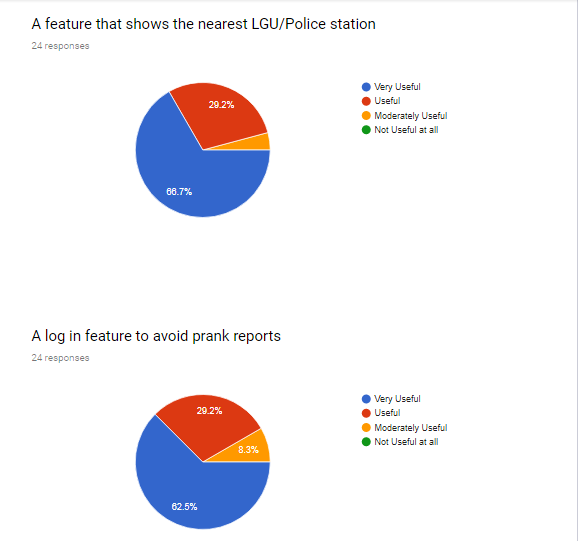 A feature that shows the nearest LGU/Police station
24 responses
Very Useful
Useful
Moderately Useful
Not Useful at all
29.2%
66.7%
A log in feature to avoid prank reports
24 responses
Very Useful
Useful
Moderately Useful
Not Useful at all
29.2%
8.3%
62.5%